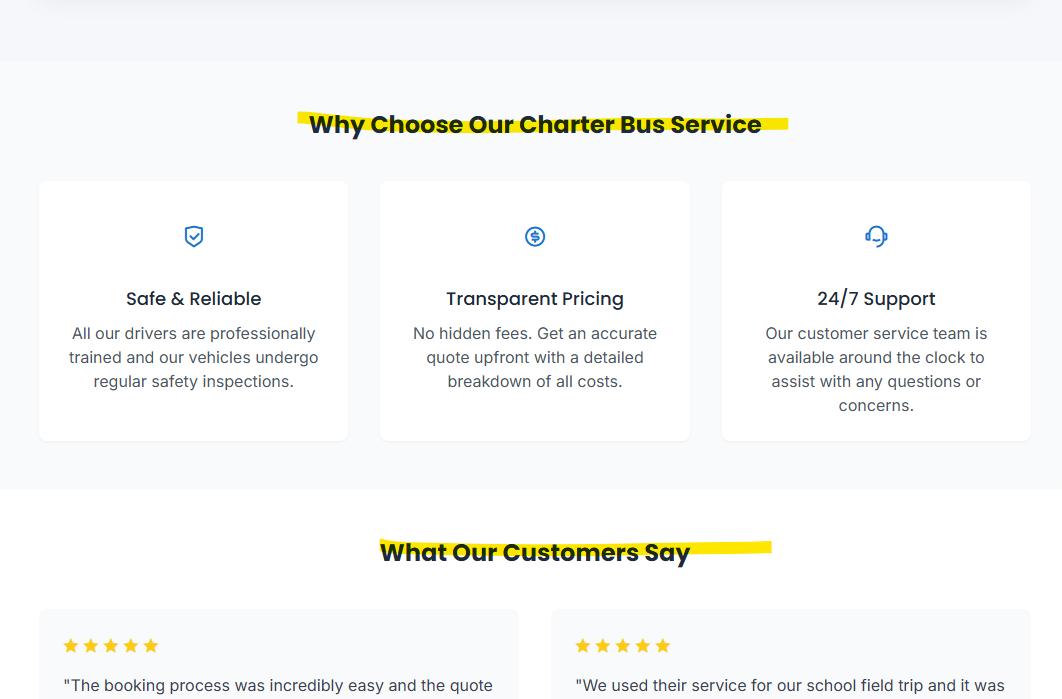 Why Choose Our Charter Bus Service
Safe & Reliable
All our drivers are professionally
trained and our vehicles undergo
regular safety inspections.
Transparent Pricing
No hidden fees. Get an accurate
quote upfront with a detailed
breakdown of all costs.
24/7 Support
Our customer service team is
available around the clock to
assist with any questions or
concerns.
What Our Customers Say
"The booking process was incredibly easy and the quote
"We used their service for our school field trip and it was